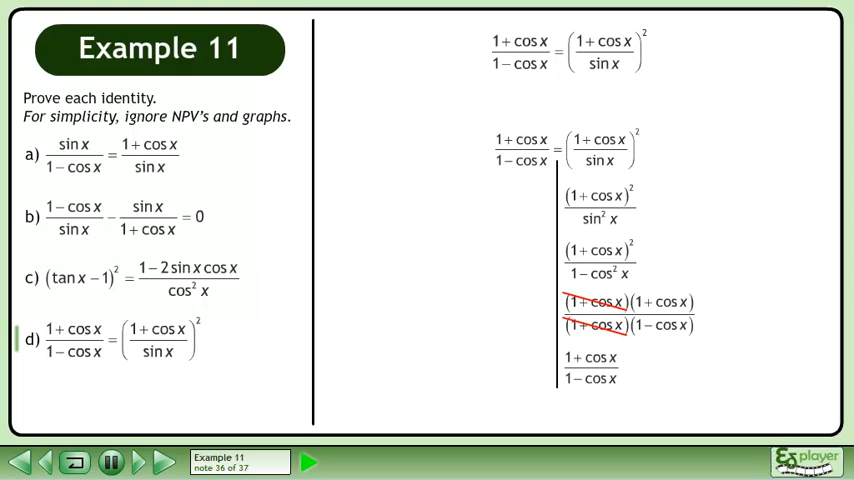 Example 11
Prove each identity.
For simplicity, ignore NPV's and graphs.
a) sin x / (1 − cos x) = (1 + cos x) / sin x
b) (1 − cos x) / sin x − sin x / (1 + cos x) = 0
c) (tan x − 1)² = (1 − 2 sin x cos x) / cos² x
d) (1 + cos x) / (1 − cos x) = ((1 + cos x) / sin x)²
(1 + cos x) / (1 − cos x) = ((1 + cos x) / sin x)²
(1 + cos x) / (1 − cos x) = ((1 + cos x) / sin x)²
(1 + cos x)² / sin² x
(1 + cos x)² / (1 − cos² x)
(1 + cos x)(1 + cos x) / (1 + cos x)(1 − cos x)
(1 + cos x) / (1 − cos x)
Example 11
note 36 of 37
Ez player